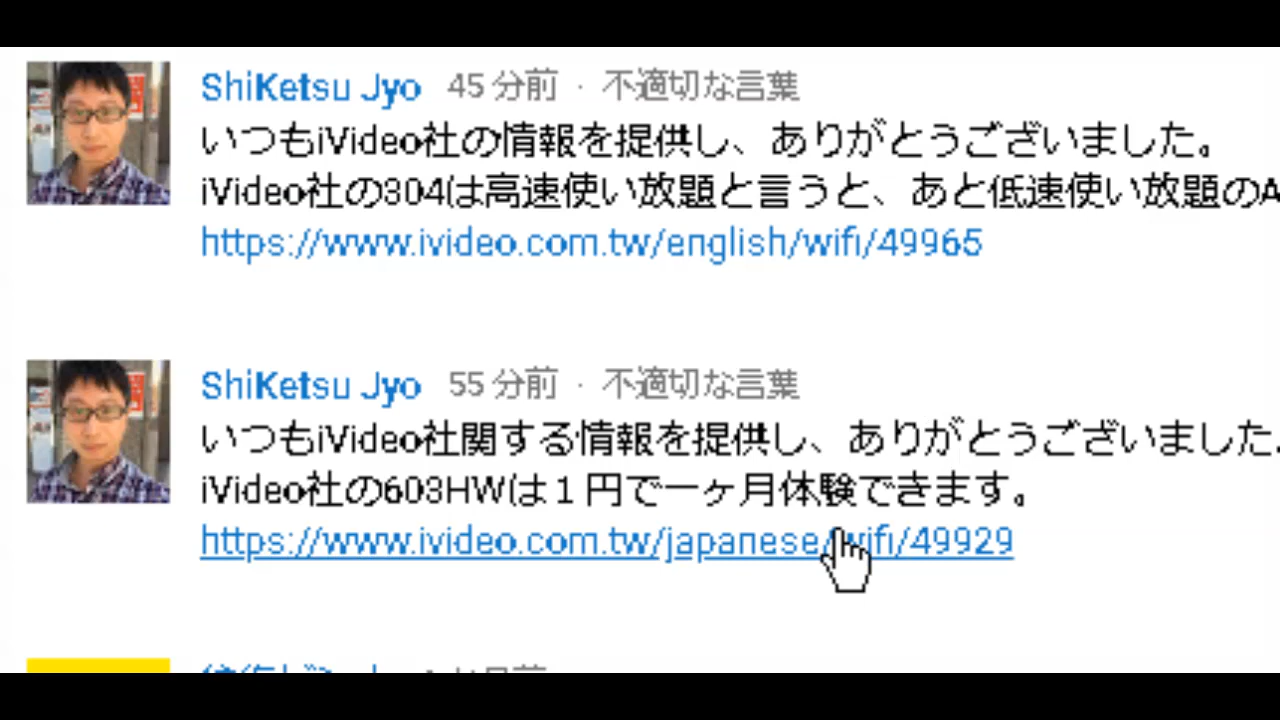 ShiKetsu Jyo 45 分前 · 不適切な言葉
いつもiVideo社の情報を提供し、ありがとうございました。
iVideo社の304は高速使い放題と言うと、あと低速使い放題のA
https://www.ivideo.com.tw/english/wifi/49965
ShiKetsu Jyo 55 分前 · 不適切な言葉
いつもiVideo社関する情報を提供し、ありがとうございました.
iVideo社の603HWは1円で一ヶ月体験できます。
https://www.ivideo.com.tw/japanese/wifi/49929